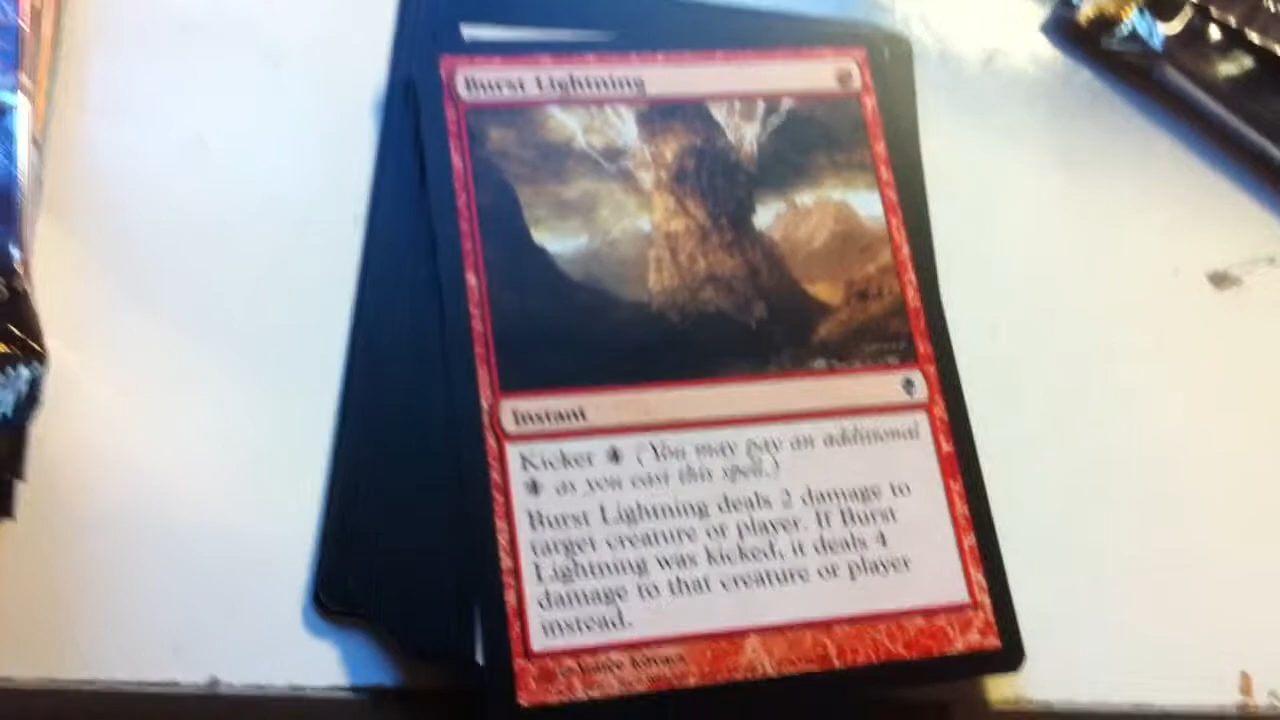 Burst Lightning
Instant
Kicker (You may pay an additional
as you cast this spell.)
Burst Lightning deals 2 damage to
target creature or player. If Burst
Lightning was kicked, it deals 4
damage to that creature or player
instead.